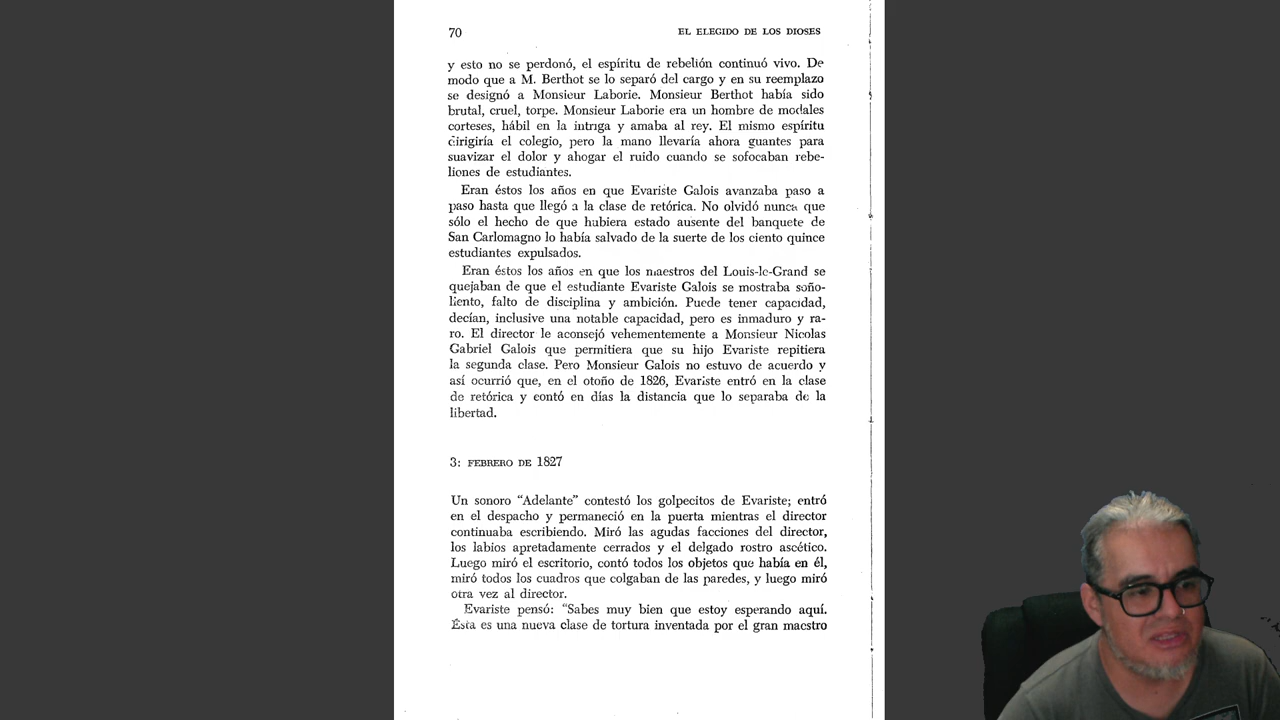 70 EL ELEGIDO DE LOS DIOSES
y esto no se perdonó, el espíritu de rebelión continuó vivo. De
modo que a M. Berthot se lo separó del cargo y en su reemplazo
se designó a Monsieur Laborie. Monsieur Berthot había sido
brutal, cruel, torpe. Monsieur Laborie era un hombre de modales
corteses, hábil en la intriga y amaba al rey. El mismo espíritu
dirigiría el colegio, pero la mano llevaría ahora guantes para
suavizar el dolor y ahogar el ruido cuando se sofocaban rebe-
liones de estudiantes.
Eran éstos los años en que Evariste Galois avanzaba paso a
paso hasta que llegó a la clase de retórica. No olvidó nunca que
sólo el hecho de que hubiera estado ausente del banquete de
San Carlomagno lo había salvado de la suerte de los ciento quince
estudiantes expulsados.
Eran éstos los años en que los maestros del Louis-le-Grand se
quejaban de que el estudiante Evariste Galois se mostraba soño-
liento, falto de disciplina y ambición. Puede tener capacidad,
decían, inclusive una notable capacidad, pero es inmaduro y ra-
ro. El director le aconsejó vehementemente a Monsieur Nicolas
Gabriel Galois que permitiera que su hijo Evariste repitiera
la segunda clase. Pero Monsieur Galois no estuvo de acuerdo y
así ocurrió que, en el otoño de 1826, Evariste entró en la clase
de retórica y contó en días la distancia que lo separaba de la
libertad.
3: FEBRERO DE 1827
Un sonoro “Adelante” contestó los golpecitos de Evariste; entró
en el despacho y permaneció en la puerta mientras el director
continuaba escribiendo. Miró las agudas facciones del director,
los labios apretadamente cerrados y el delgado rostro ascético.
Luego miró el escritorio, contó todos los objetos que había en él,
miró todos los cuadros que colgaban de las paredes, y luego miró
otra vez al director.
Evariste pensó: “Sabes muy bien que estoy esperando aquí.
Ésta es una nueva clase de tortura inventada por el gran maestro